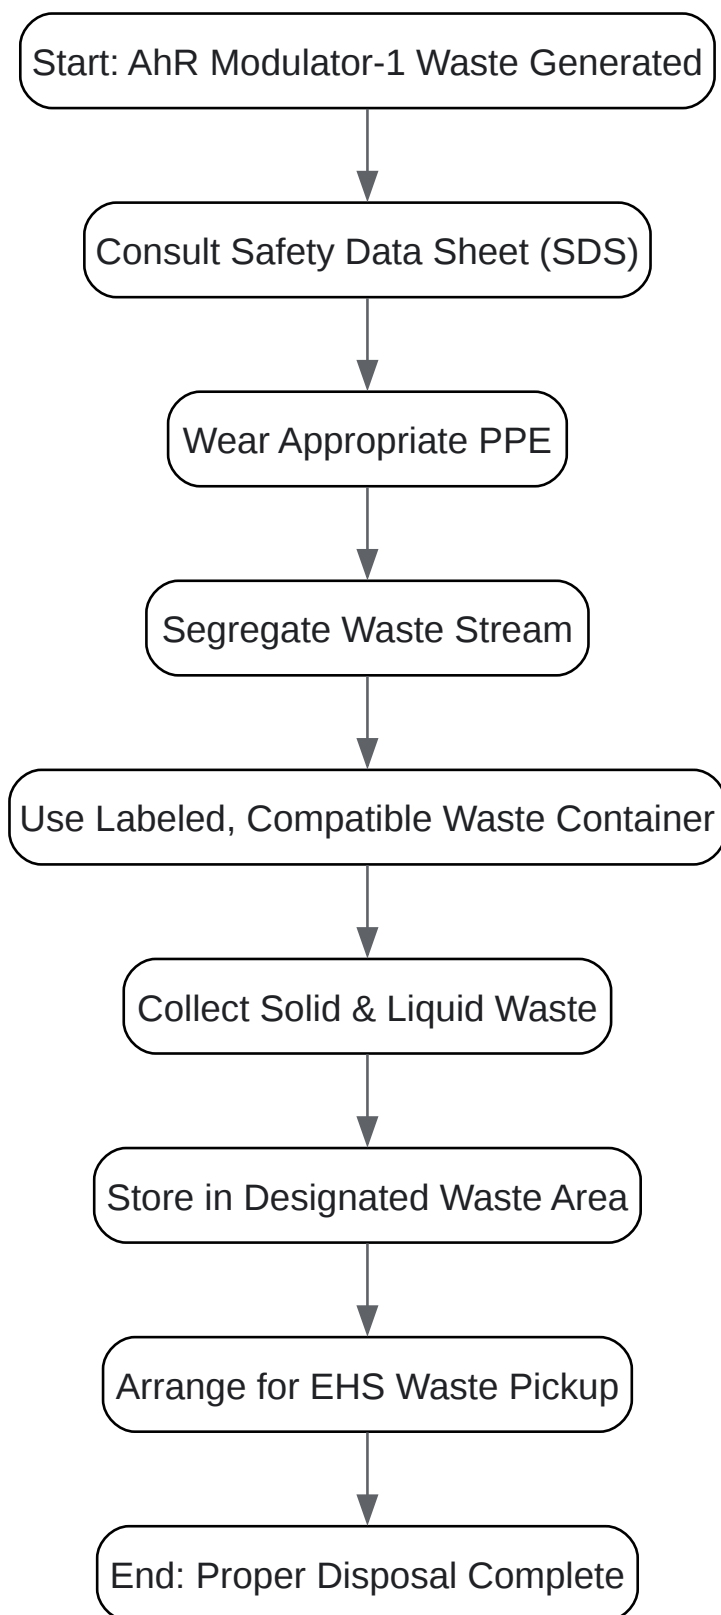 Start: AhR Modulator-1 Waste Generated
Consult Safety Data Sheet (SDS)
Wear Appropriate PPE
Segregate Waste Stream
Use Labeled, Compatible Waste Container
Collect Solid & Liquid Waste
Store in Designated Waste Area
Arrange for EHS Waste Pickup
End: Proper Disposal Complete